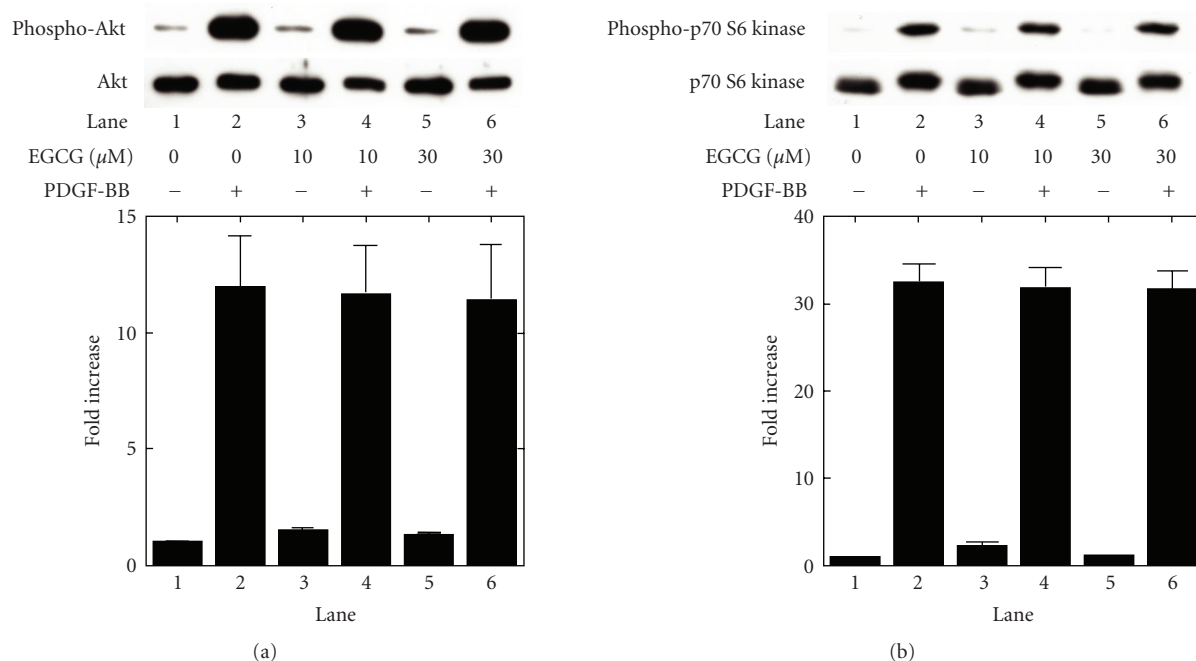 Phospho-Akt
Akt
Lane 1 2 3 4 5 6
EGCG (μM) 0 0 10 10 30 30
PDGF-BB − + − + − +
15
10
5
0
Fold increase
1 2 3 4 5 6
Lane
(a)
Phospho-p70 S6 kinase
p70 S6 kinase
Lane 1 2 3 4 5 6
EGCG (μM) 0 0 10 10 30 30
PDGF-BB − + − + − +
40
30
20
10
0
Fold increase
1 2 3 4 5 6
Lane
(b)